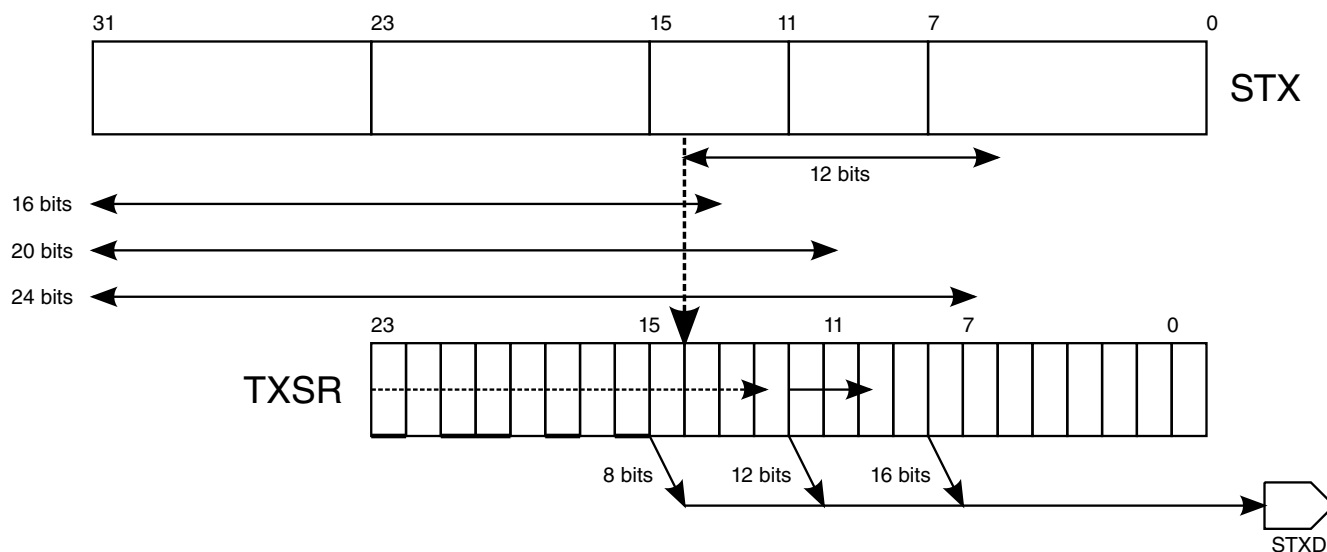 31 23 15 11 7 0
STX
12 bits
16 bits
20 bits
24 bits
23 15 11 7 0
TXSR
8 bits 12 bits 16 bits
STXD